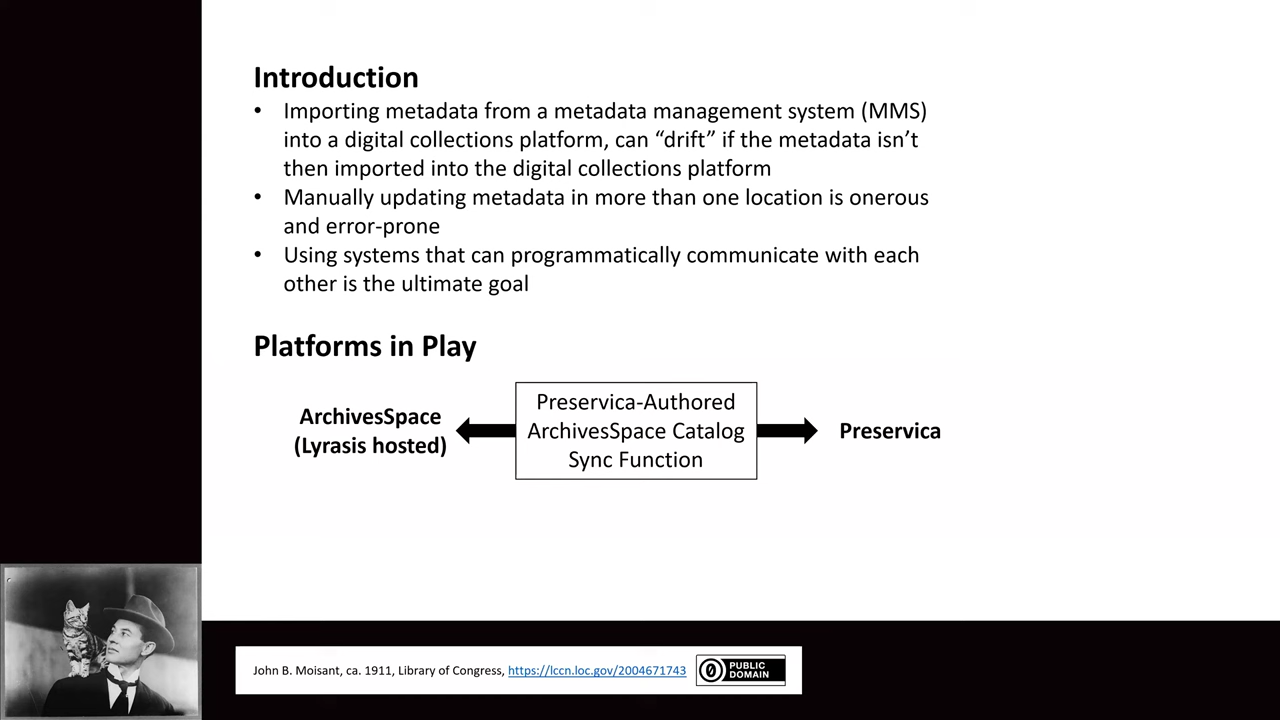 Introduction
• Importing metadata from a metadata management system (MMS)
into a digital collections platform, can “drift” if the metadata isn’t
then imported into the digital collections platform
• Manually updating metadata in more than one location is onerous
and error-prone
• Using systems that can programmatically communicate with each
other is the ultimate goal
Platforms in Play
ArchivesSpace
(Lyrasis hosted)
Preservica-Authored
ArchivesSpace Catalog
Sync Function
Preservica
John B. Moisant, ca. 1911, Library of Congress, https://lccn.loc.gov/2004671743
0 PUBLIC
DOMAIN